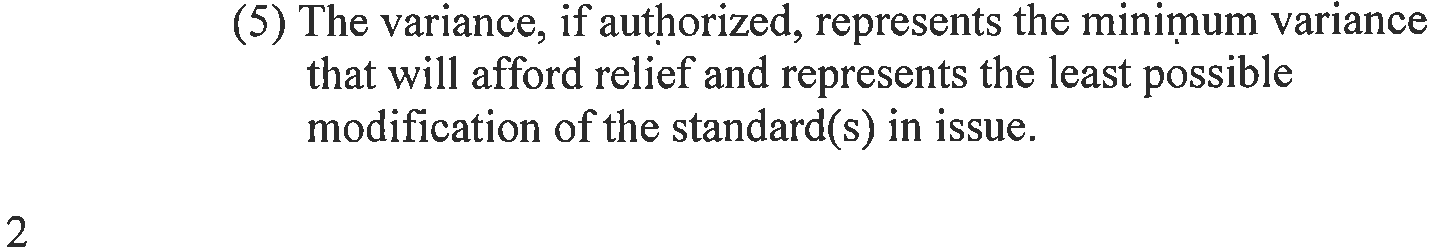 (5) The variance, if authorized, represents the minimum variance
that will afford relief and represents the least possible
modification of the standard(s) in issue.
2